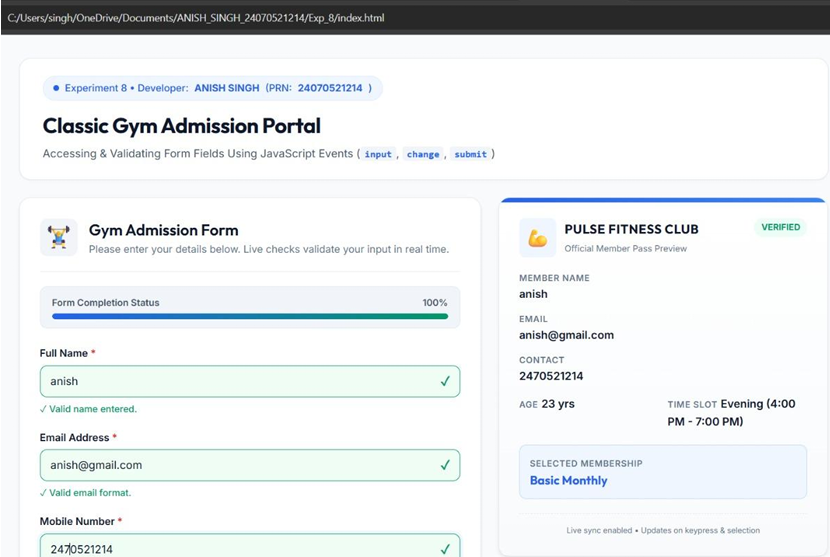 C:/Users/singh/OneDrive/Documents/ANISH_SINGH_24070521214/Exp_8/index.html
Experiment 8 • Developer: ANISH SINGH (PRN: 24070521214 )
Classic Gym Admission Portal
Accessing & Validating Form Fields Using JavaScript Events ( input , change , submit )
Gym Admission Form
Please enter your details below. Live checks validate your input in real time.
Form Completion Status 100%
Full Name *
anish ✓
✓ Valid name entered.
Email Address *
anish@gmail.com ✓
✓ Valid email format.
Mobile Number *
2470521214 ✓
PULSE FITNESS CLUB VERIFIED
Official Member Pass Preview
MEMBER NAME
anish
EMAIL
anish@gmail.com
CONTACT
2470521214
AGE 23 yrs
TIME SLOT Evening (4:00
PM - 7:00 PM)
SELECTED MEMBERSHIP
Basic Monthly
Live sync enabled • Updates on keypress & selection